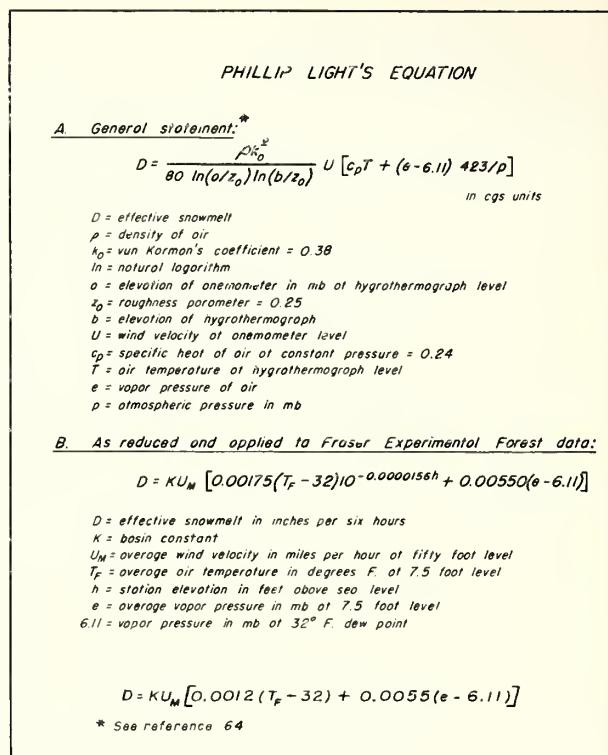 PHILLIP LIGHT'S EQUATION
A. General statement:*
D = ρk₀² / (80 ln(a/z₀) ln(b/z₀)) U [cₚT + (e-6.11) 423/p]
in cgs units
D = effective snowmelt
ρ = density of air
k₀ = von Karman's coefficient = 0.38
ln = natural logarithm
a = elevation of anemometer in mb at hygrothermograph level
z₀ = roughness parameter = 0.25
b = elevation of hygrothermograph
U = wind velocity at anemometer level
cₚ = specific heat of air at constant pressure = 0.24
T = air temperature at hygrothermograph level
e = vapor pressure of air
p = atmospheric pressure in mb
B. As reduced and applied to Fraser Experimental Forest data:
D = KU_M [0.00175(T_F - 32)10^-0.0000156h + 0.00550(e - 6.11)]
D = effective snowmelt in inches per six hours
K = basin constant
U_M = average wind velocity in miles per hour at fifty foot level
T_F = average air temperature in degrees F. at 7.5 foot level
h = station elevation in feet above sea level
e = average vapor pressure in mb at 7.5 foot level
6.11 = vapor pressure in mb at 32° F. dew point
D = KU_M [0.0012 (T_F - 32) + 0.0055 (e - 6.11)]
* See reference 64